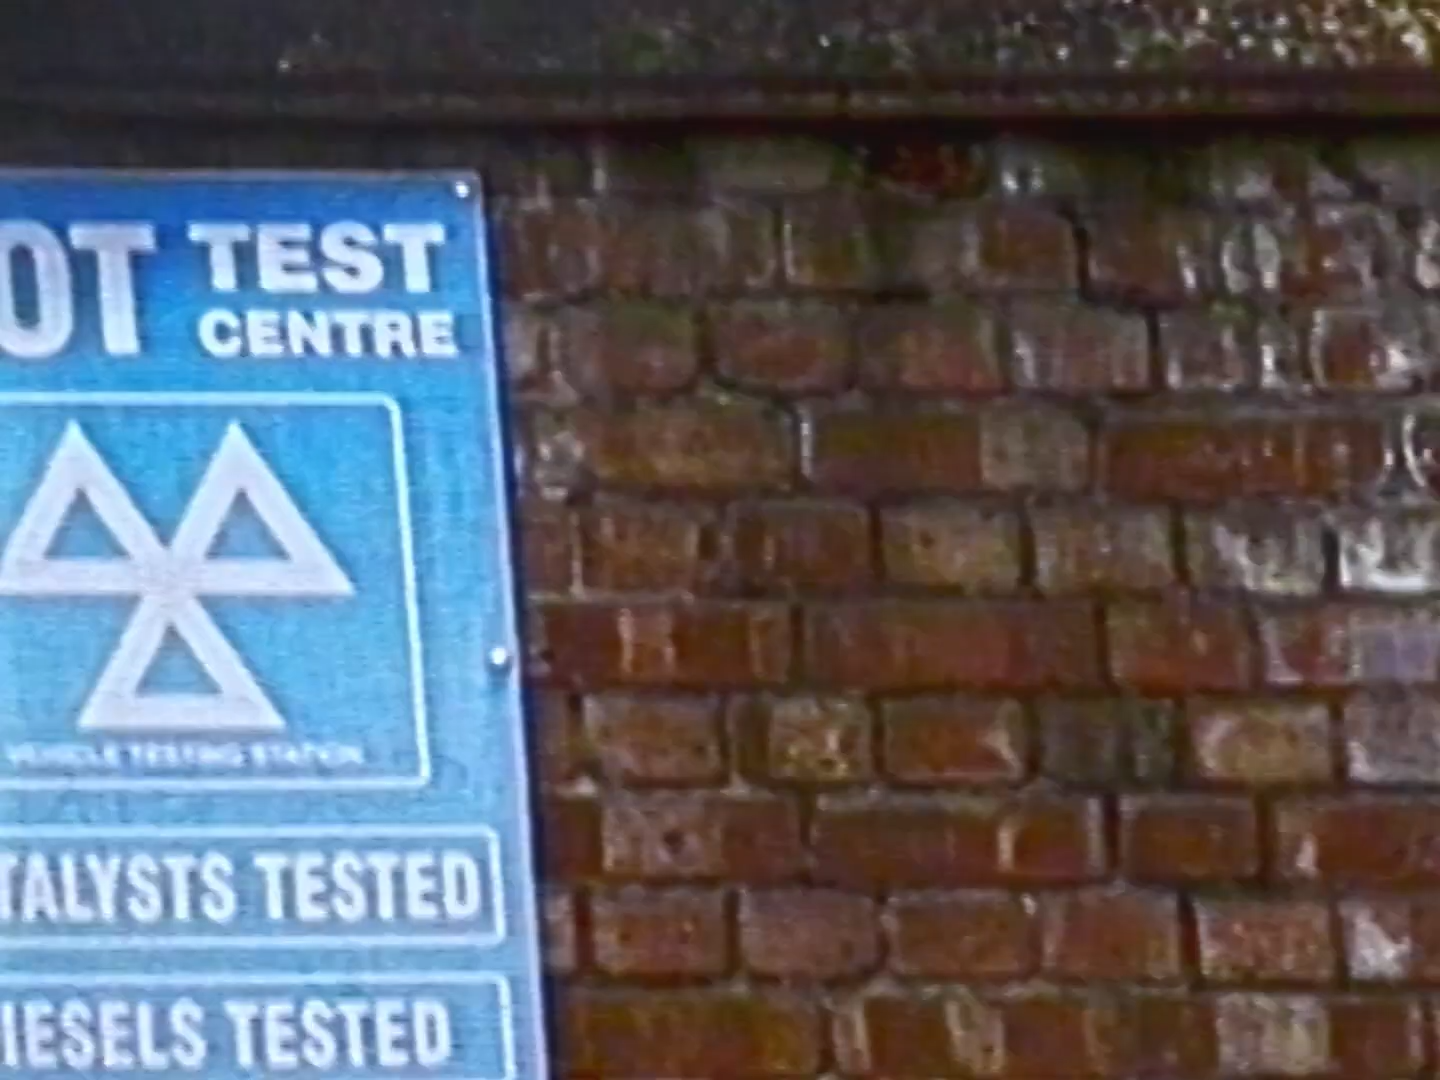 OT TEST
CENTRE
VEHICLE TESTING STATION
TALYSTS TESTED
IESELS TESTED